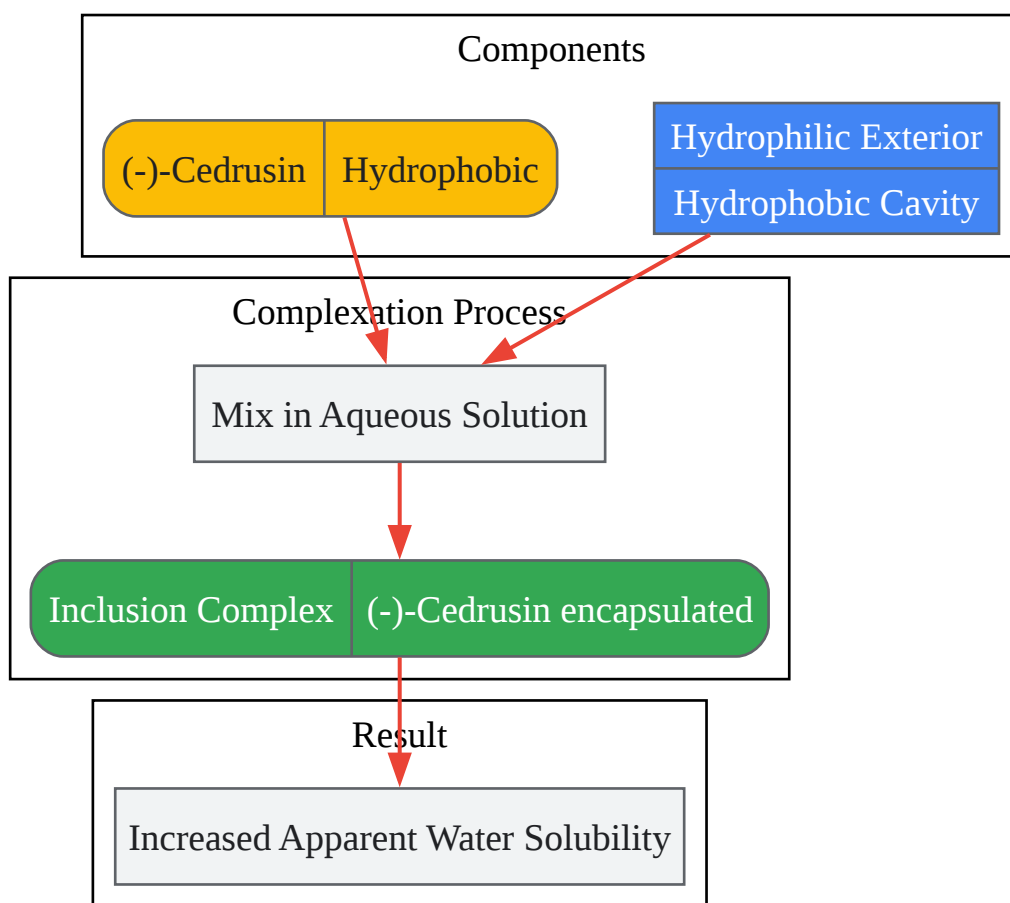 Components
(-)-Cedrusin
Hydrophobic
Hydrophilic Exterior
Hydrophobic Cavity
Complexation Process
Mix in Aqueous Solution
Inclusion Complex
(-)-Cedrusin encapsulated
Result
Increased Apparent Water Solubility